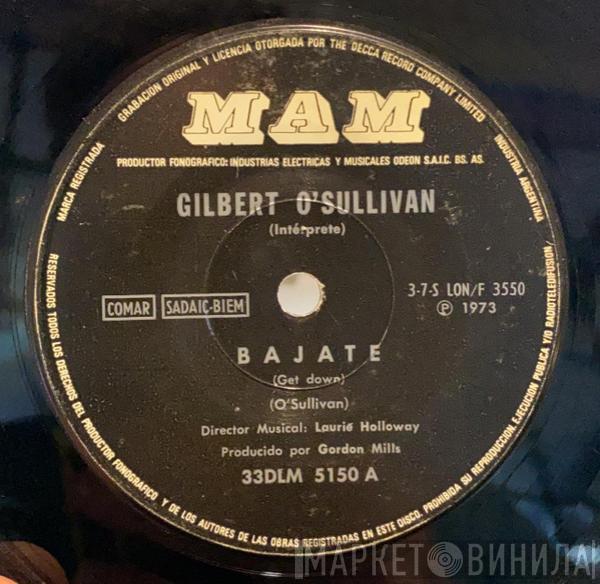 GRABACION ORIGINAL Y LICENCIA OTORGADA POR THE DECCA RECORD COMPANY LIMITED
MARCA REGISTRADA
INDUSTRIA ARGENTINA
MAM
PRODUCTOR FONOGRAFICO: INDUSTRIAS ELECTRICAS Y MUSICALES ODEON S.A.I.C. BS. AS.
GILBERT O'SULLIVAN
(Intérprete)
COMAR SADAIC-BIEM
3-7-S LON/F 3550
Ⓟ 1973
BAJATE
(Get down)
(O'Sullivan)
Director Musical: Laurie Holloway
Producido por Gordon Mills
33DLM 5150 A
RESERVADOS TODOS LOS DERECHOS DEL PRODUCTOR FONOGRAFICO, Y DE LOS AUTORES DE LAS OBRAS REGISTRADAS EN ESTE DISCO. PROHIBIDA SU REPRODUCCION, EJECUCION PUBLICA Y/O RADIOTELEDIFUSION
МАРКЕТ ВИНИЛА